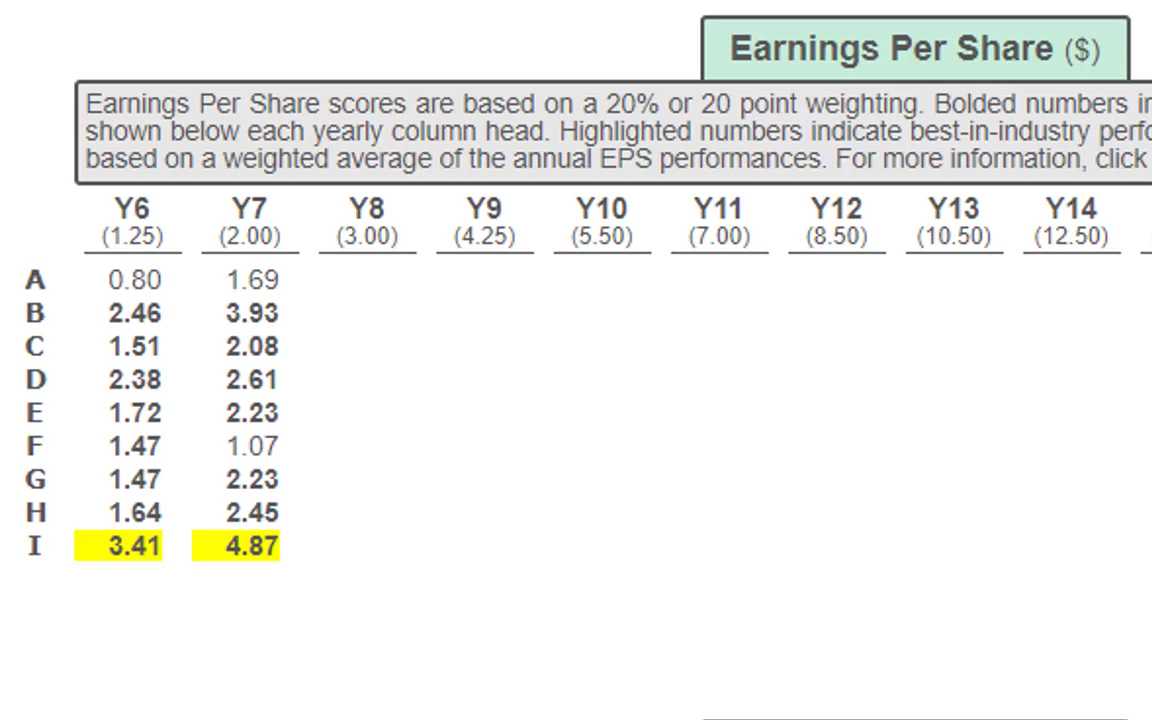 Earnings Per Share ($)
Earnings Per Share scores are based on a 20% or 20 point weighting. Bolded numbers
shown below each yearly column head. Highlighted numbers indicate best-in-industry
based on a weighted average of the annual EPS performances. For more information, click
Y6 Y7 Y8 Y9 Y10 Y11 Y12 Y13 Y14
(1.25) (2.00) (3.00) (4.25) (5.50) (7.00) (8.50) (10.50) (12.50)
A 0.80 1.69
B 2.46 3.93
C 1.51 2.08
D 2.38 2.61
E 1.72 2.23
F 1.47 1.07
G 1.47 2.23
H 1.64 2.45
I 3.41 4.87